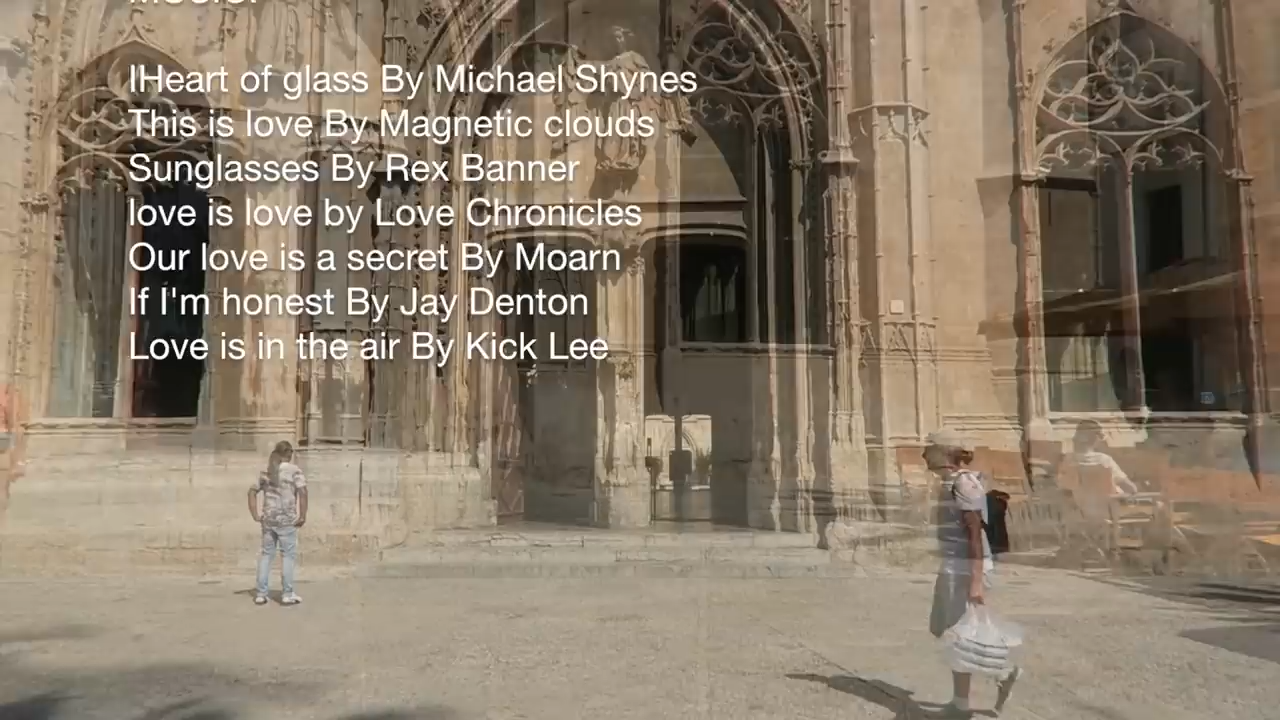 IHeart of glass By Michael Shynes
This is love By Magnetic clouds
Sunglasses By Rex Banner
love is love by Love Chronicles
Our love is a secret By Moarn
If I'm honest By Jay Denton
Love is in the air By Kick Lee